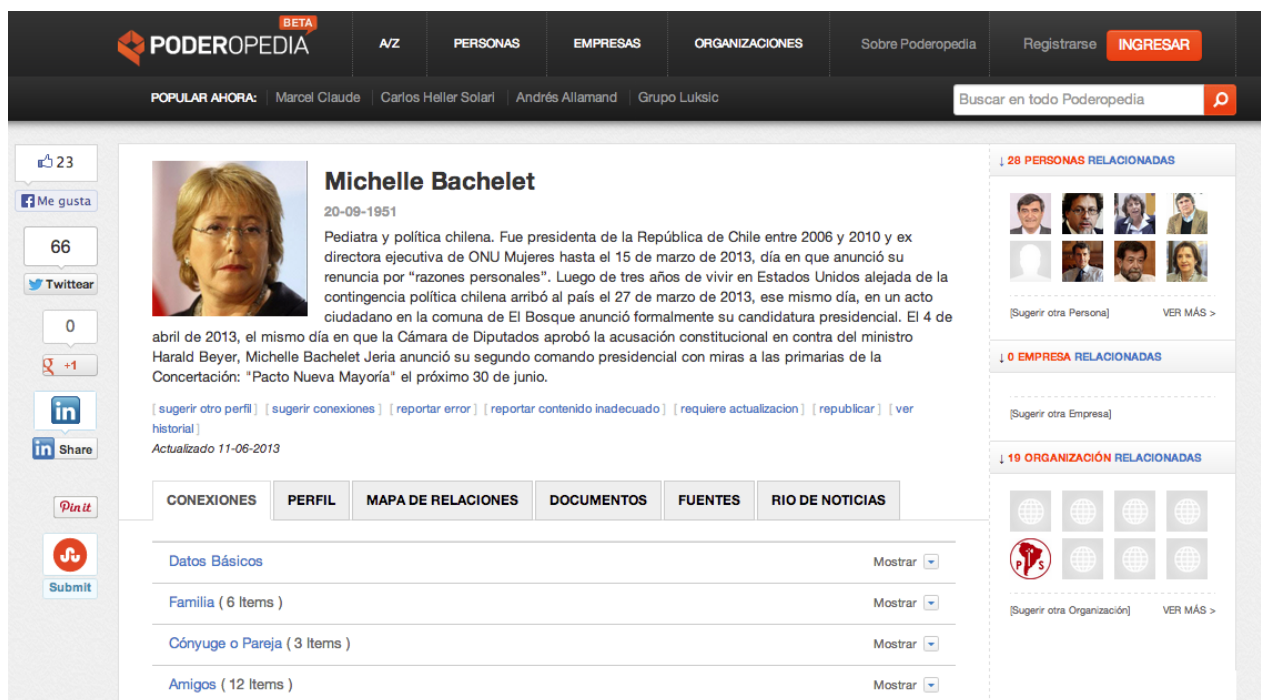 BETA
PODEROPEDIA
A/Z
PERSONAS
EMPRESAS
ORGANIZACIONES
Sobre Poderopedia
Registrarse
INGRESAR
POPULAR AHORA: Marcel Claude Carlos Heller Solari Andrés Allamand Grupo Luksic
Buscar en todo Poderopedia
23
Me gusta
66
Twittear
0
+1
in
in Share
Pin it
Submit
Michelle Bachelet
20-09-1951
Pediatra y política chilena. Fue presidenta de la República de Chile entre 2006 y 2010 y ex
directora ejecutiva de ONU Mujeres hasta el 15 de marzo de 2013, día en que anunció su
renuncia por “razones personales”. Luego de tres años de vivir en Estados Unidos alejada de la
contingencia política chilena arribó al país el 27 de marzo de 2013, ese mismo día, en un acto
ciudadano en la comuna de El Bosque anunció formalmente su candidatura presidencial. El 4 de
abril de 2013, el mismo día en que la Cámara de Diputados aprobó la acusación constitucional en contra del ministro
Harald Beyer, Michelle Bachelet Jeria anunció su segundo comando presidencial con miras a las primarias de la
Concertación: "Pacto Nueva Mayoría" el próximo 30 de junio.
[ sugerir otro perfil ] [ sugerir conexiones ] [ reportar error ] [ reportar contenido inadecuado ] [ requiere actualizacion ] [ republicar ] [ ver
historial ]
Actualizado 11-06-2013
CONEXIONES
PERFIL
MAPA DE RELACIONES
DOCUMENTOS
FUENTES
RIO DE NOTICIAS
Datos Básicos Mostrar
Familia ( 6 Items ) Mostrar
Cónyuge o Pareja ( 3 Items ) Mostrar
Amigos ( 12 Items ) Mostrar
↓ 28 PERSONAS RELACIONADAS
[Sugerir otra Persona] VER MÁS >
↓ 0 EMPRESA RELACIONADAS
[Sugerir otra Empresa]
↓ 19 ORGANIZACIÓN RELACIONADAS
P S
[Sugerir otra Organización] VER MÁS >